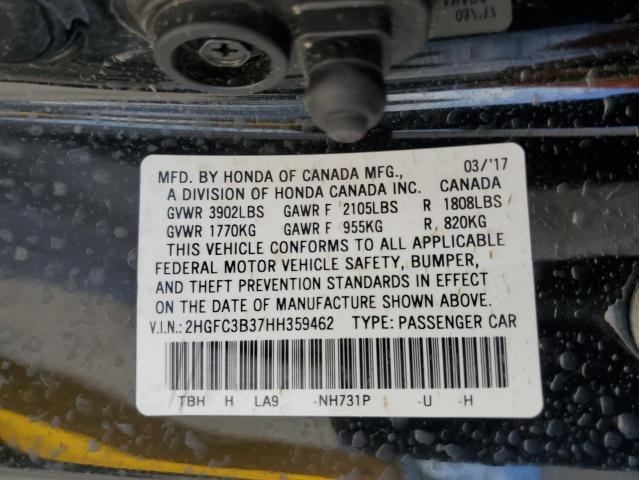 03/'17
MFD. BY HONDA OF CANADA MFG., 03/'17
A DIVISION OF HONDA CANADA INC. CANADA
GVWR 3902LBS GAWR F 2105LBS R 1808LBS
GVWR 1770KG GAWR F 955KG R 820KG
THIS VEHICLE CONFORMS TO ALL APPLICABLE
FEDERAL MOTOR VEHICLE SAFETY, BUMPER,
AND THEFT PREVENTION STANDARDS IN EFFECT
ON THE DATE OF MANUFACTURE SHOWN ABOVE.
V.I.N.: 2HGFC3B37HH359462 TYPE: PASSENGER CAR
TBH H LA9 -NH731P -U -H